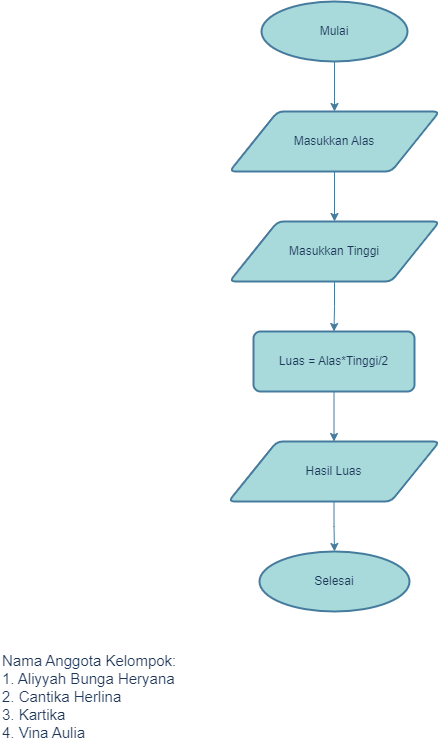 Mulai
Masukkan Alas
Masukkan Tinggi
Luas = Alas*Tinggi/2
Hasil Luas
Selesai
Nama Anggota Kelompok:
1. Aliyyah Bunga Heryana
2. Cantika Herlina
3. Kartika
4. Vina Aulia